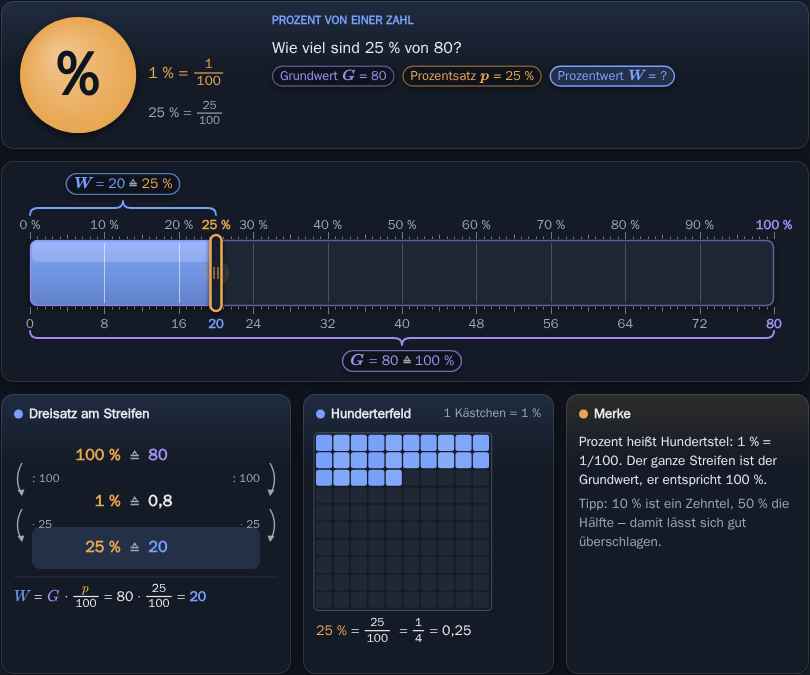 %
1 % = 1/100
25 % = 25/100
PROZENT VON EINER ZAHL
Wie viel sind 25 % von 80?
Grundwert G = 80
Prozentsatz p = 25 %
Prozentwert W = ?
W = 20 ≙ 25 %
0 % 10 % 20 % 25 % 30 % 40 % 50 % 60 % 70 % 80 % 90 % 100 %
0 8 16 20 24 32 40 48 56 64 72 80
G = 80 ≙ 100 %
Dreisatz am Streifen
100 % ≙ 80
: 100 : 100
1 % ≙ 0,8
· 25 · 25
25 % ≙ 20
W = G · p/100 = 80 · 25/100 = 20
Hunderterfeld 1 Kästchen = 1 %
25 % = 25/100 = 1/4 = 0,25
Merke
Prozent heißt Hundertstel: 1 % =
1/100. Der ganze Streifen ist der
Grundwert, er entspricht 100 %.
Tipp: 10 % ist ein Zehntel, 50 % die
Hälfte – damit lässt sich gut
überschlagen.